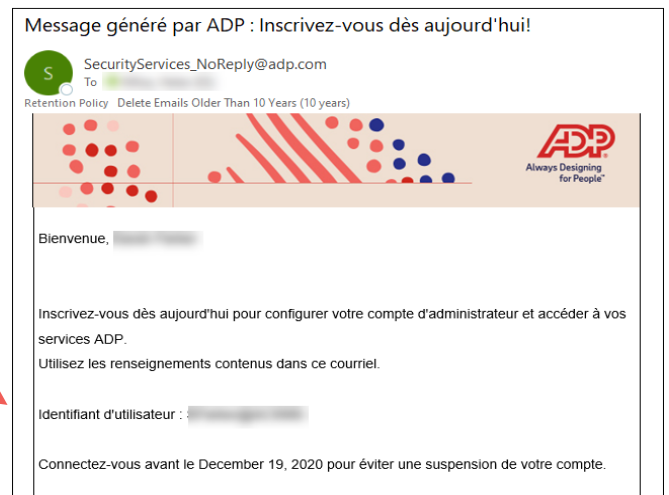 Message généré par ADP : Inscrivez-vous dès aujourd'hui!
S
SecurityServices_NoReply@adp.com
To
Retention Policy Delete Emails Older Than 10 Years (10 years)
ADP
Always Designing
for People™
Bienvenue,
Inscrivez-vous dès aujourd'hui pour configurer votre compte d'administrateur et accéder à vos
services ADP.
Utilisez les renseignements contenus dans ce courriel.
Identifiant d'utilisateur :
Connectez-vous avant le December 19, 2020 pour éviter une suspension de votre compte.